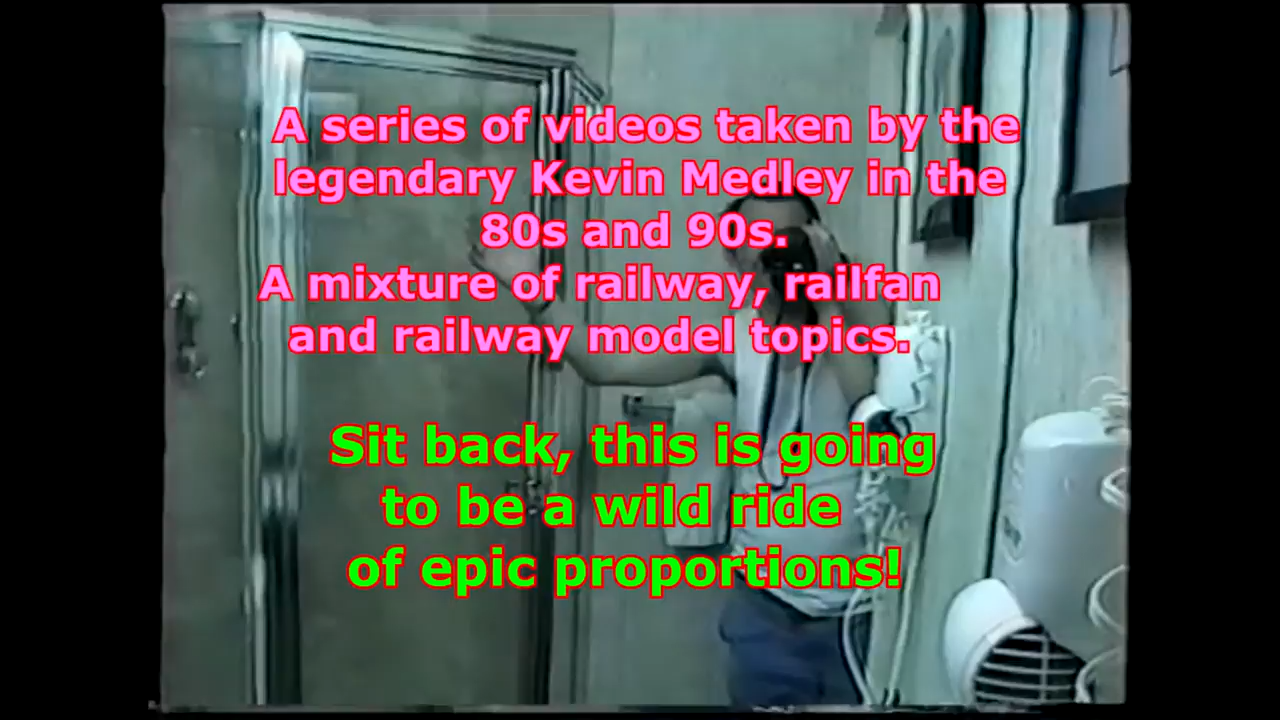 A series of videos taken by the
legendary Kevin Medley in the
80s and 90s.
A mixture of railway, railfan
and railway model topics.
Sit back, this is going
to be a wild ride
of epic proportions!